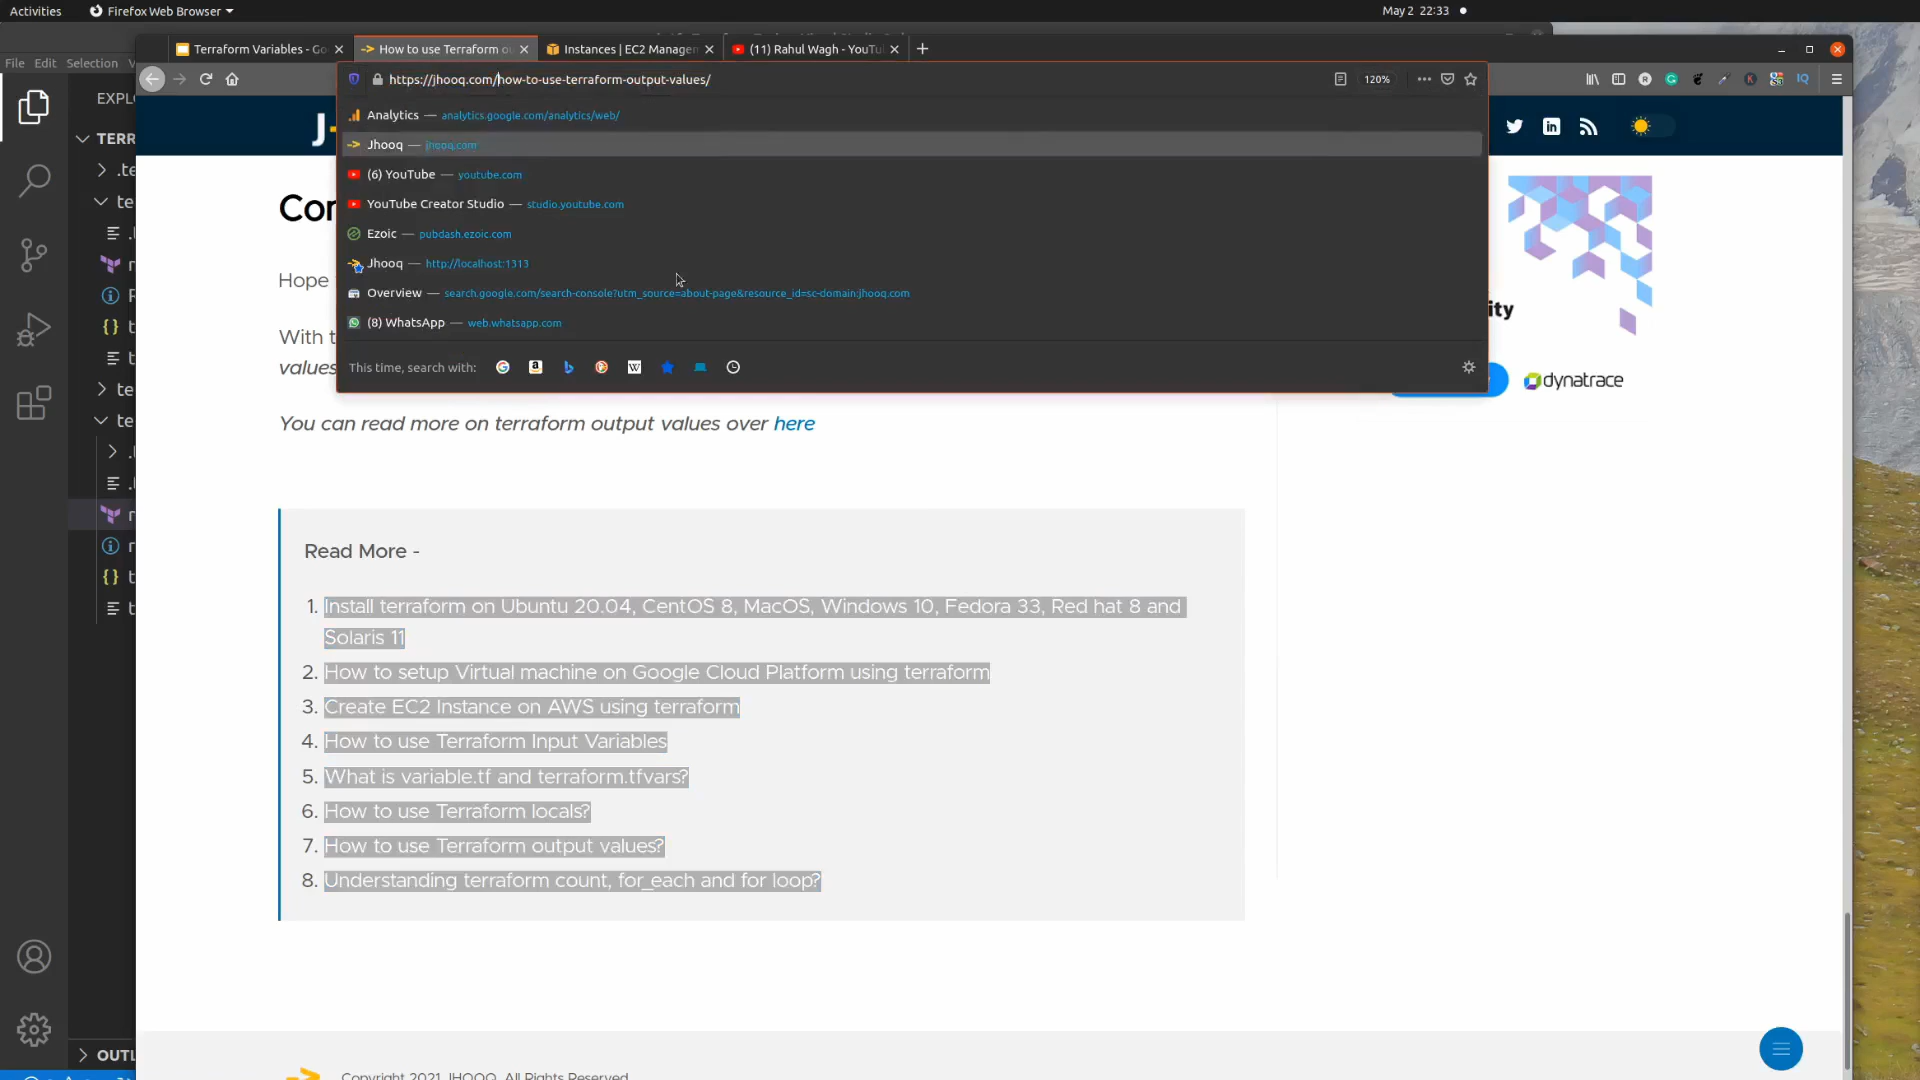 Activities
Firefox Web Browser
May 2 22:33
Terraform Variables - Go
How to use Terraform o
Instances | EC2 Managem
(11) Rahul Wagh - YouTu
File Edit Selection V
https://jhooq.com/how-to-use-terraform-output-values/
120%
EXPL
TERR
Analytics — analytics.google.com/analytics/web/
Jhooq — jhooq.com
(6) YouTube — youtube.com
YouTube Creator Studio — studio.youtube.com
Ezoic — pubdash.ezoic.com
Jhooq — http://localhost:1313
Overview — search.google.com/search-console?utm_source=about-page&resource_id=sc-domain:jhooq.com
(8) WhatsApp — web.whatsapp.com
This time, search with:
J
Con
Hope
With t
values
ity
dynatrace
You can read more on terraform output values over here
Read More -
1. Install terraform on Ubuntu 20.04, CentOS 8, MacOS, Windows 10, Fedora 33, Red hat 8 and
Solaris 11
2. How to setup Virtual machine on Google Cloud Platform using terraform
3. Create EC2 Instance on AWS using terraform
4. How to use Terraform Input Variables
5. What is variable.tf and terraform.tfvars?
6. How to use Terraform locals?
7. How to use Terraform output values?
8. Understanding terraform count, for_each and for loop?
OUTL
Copyright 2021 JHOOQ. All Rights Reserved